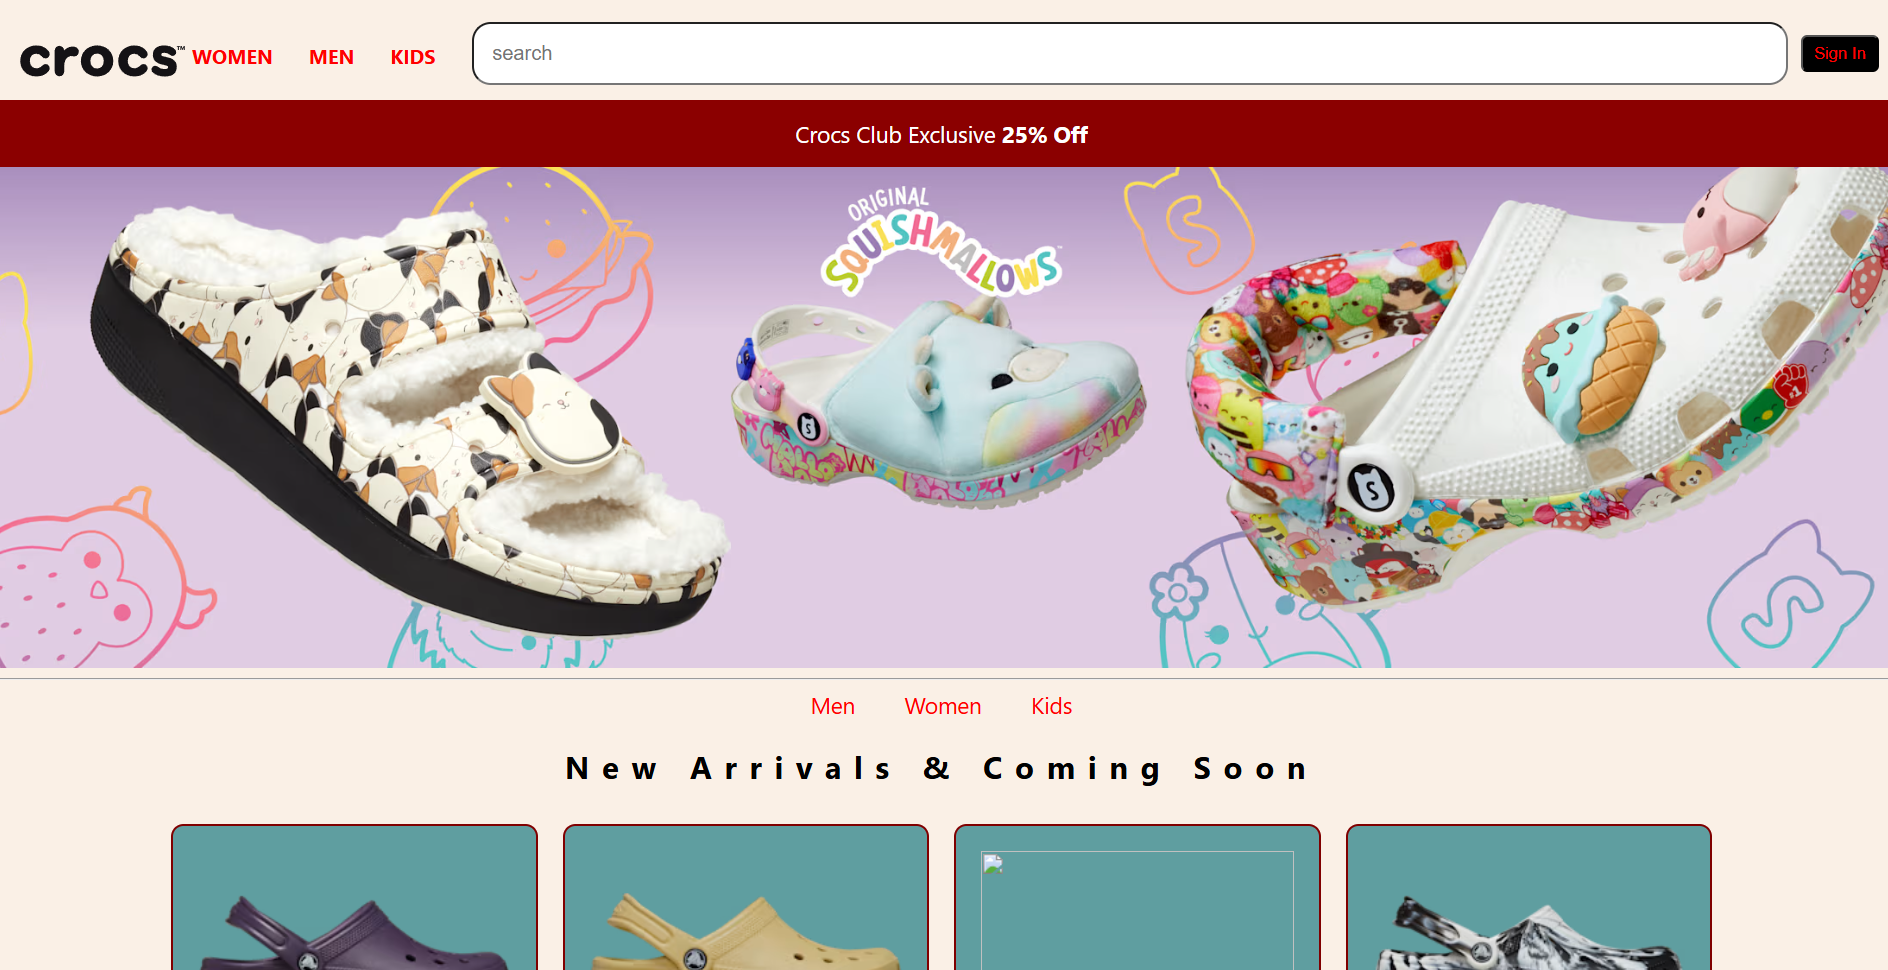 crocs™
WOMEN MEN KIDS
search
Sign In
Crocs Club Exclusive 25% Off
ORIGINAL
SQUISHMALLOWS™
S
S
S
S
Men Women Kids
New Arrivals & Coming Soon